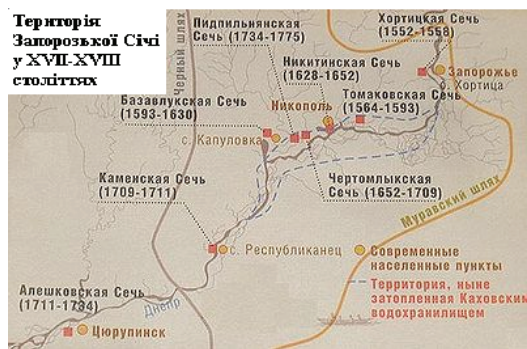 Територія
Запорозької Січі
у XVII-XVIII
століттях
Хортицкая Сечь
(1552-1558)
Пидпильнянская
Сечь (1734-1775)
Никитинская Сечь
(1628-1652)
Запорожье
о. Хортица
Черный шлях
Базавлукская Сечь
(1593-1630)
Никополь
Томаковская Сечь
(1564-1593)
с. Капуловка
Каменская Сечь
(1709-1711)
Чертомлыкская
Сечь (1652-1709)
Муравский шлях
с. Республиканец
Современные
населенные пункты
Территория, ныне
затопленная Каховским
водохранилищем
Алешковская Сечь
(1711-1734)
Днепр
Цюрупинск